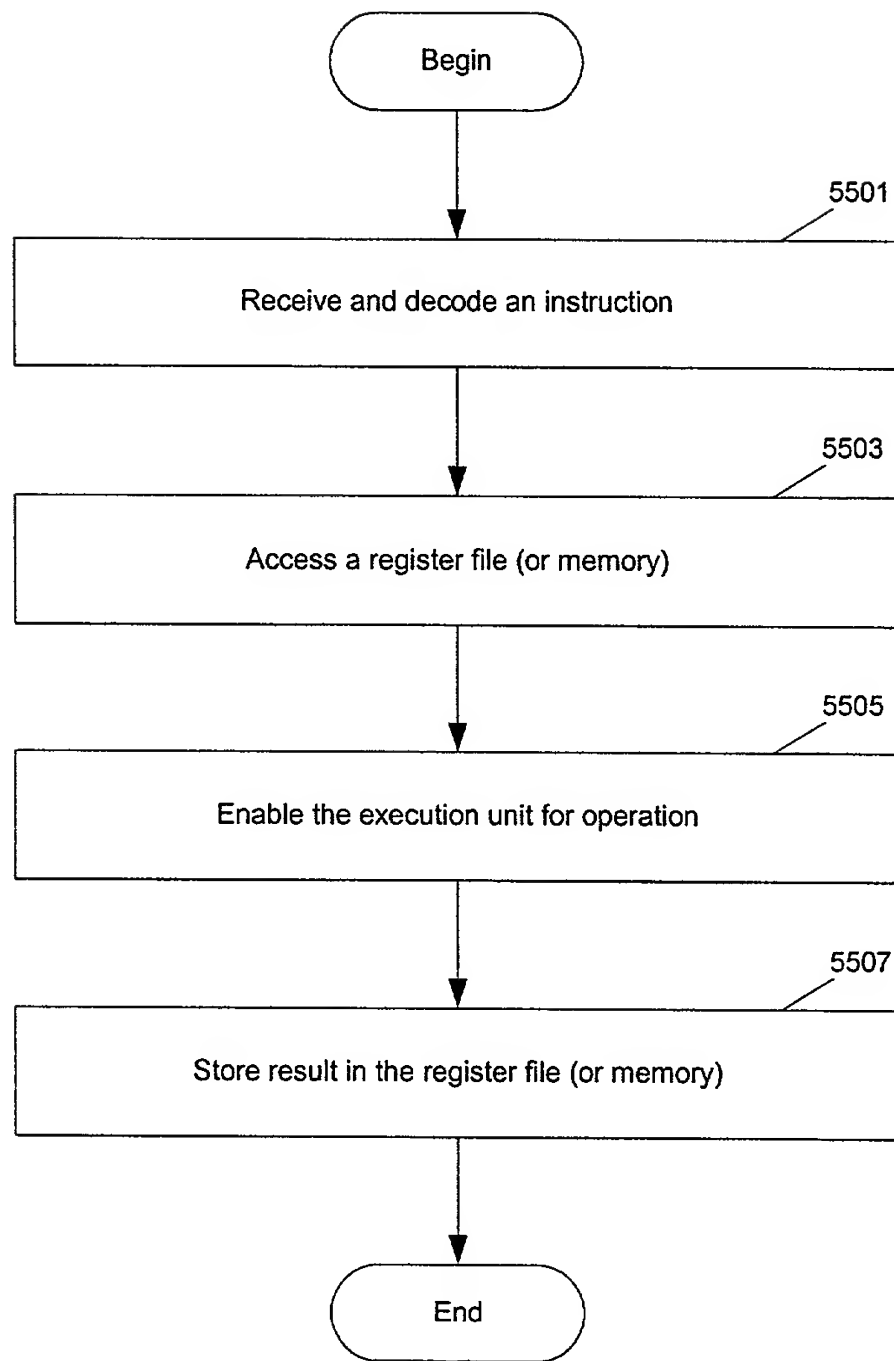 Begin
5501
Receive and decode an instruction
5503
Access a register file (or memory)
5505
Enable the execution unit for operation
5507
Store result in the register file (or memory)
End